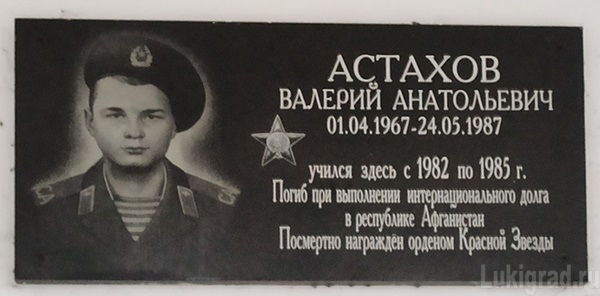 АСТАХОВ
ВАЛЕРИЙ АНАТОЛЬЕВИЧ
01.04.1967-24.05.1987
учился здесь с 1982 по 1985 г.
Погиб при выполнении интернационального долга
в республике Афганистан
Посмертно награждён орденом Красной Звезды
Lukigrad.ru